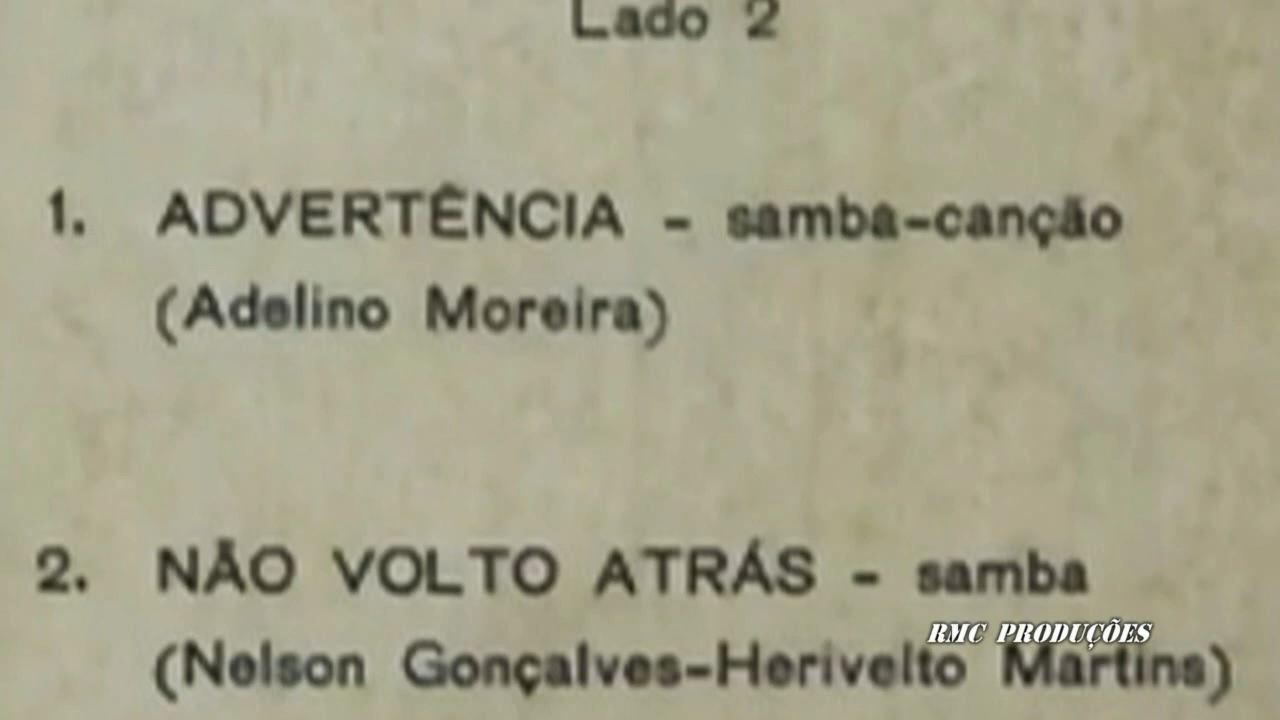 Lado 2
1. ADVERTÊNCIA - samba-canção
(Adelino Moreira)
2. NÃO VOLTO ATRÁS - samba
RMC PRODUÇÕES
(Nelson Gonçalves-Herivelto Martins)